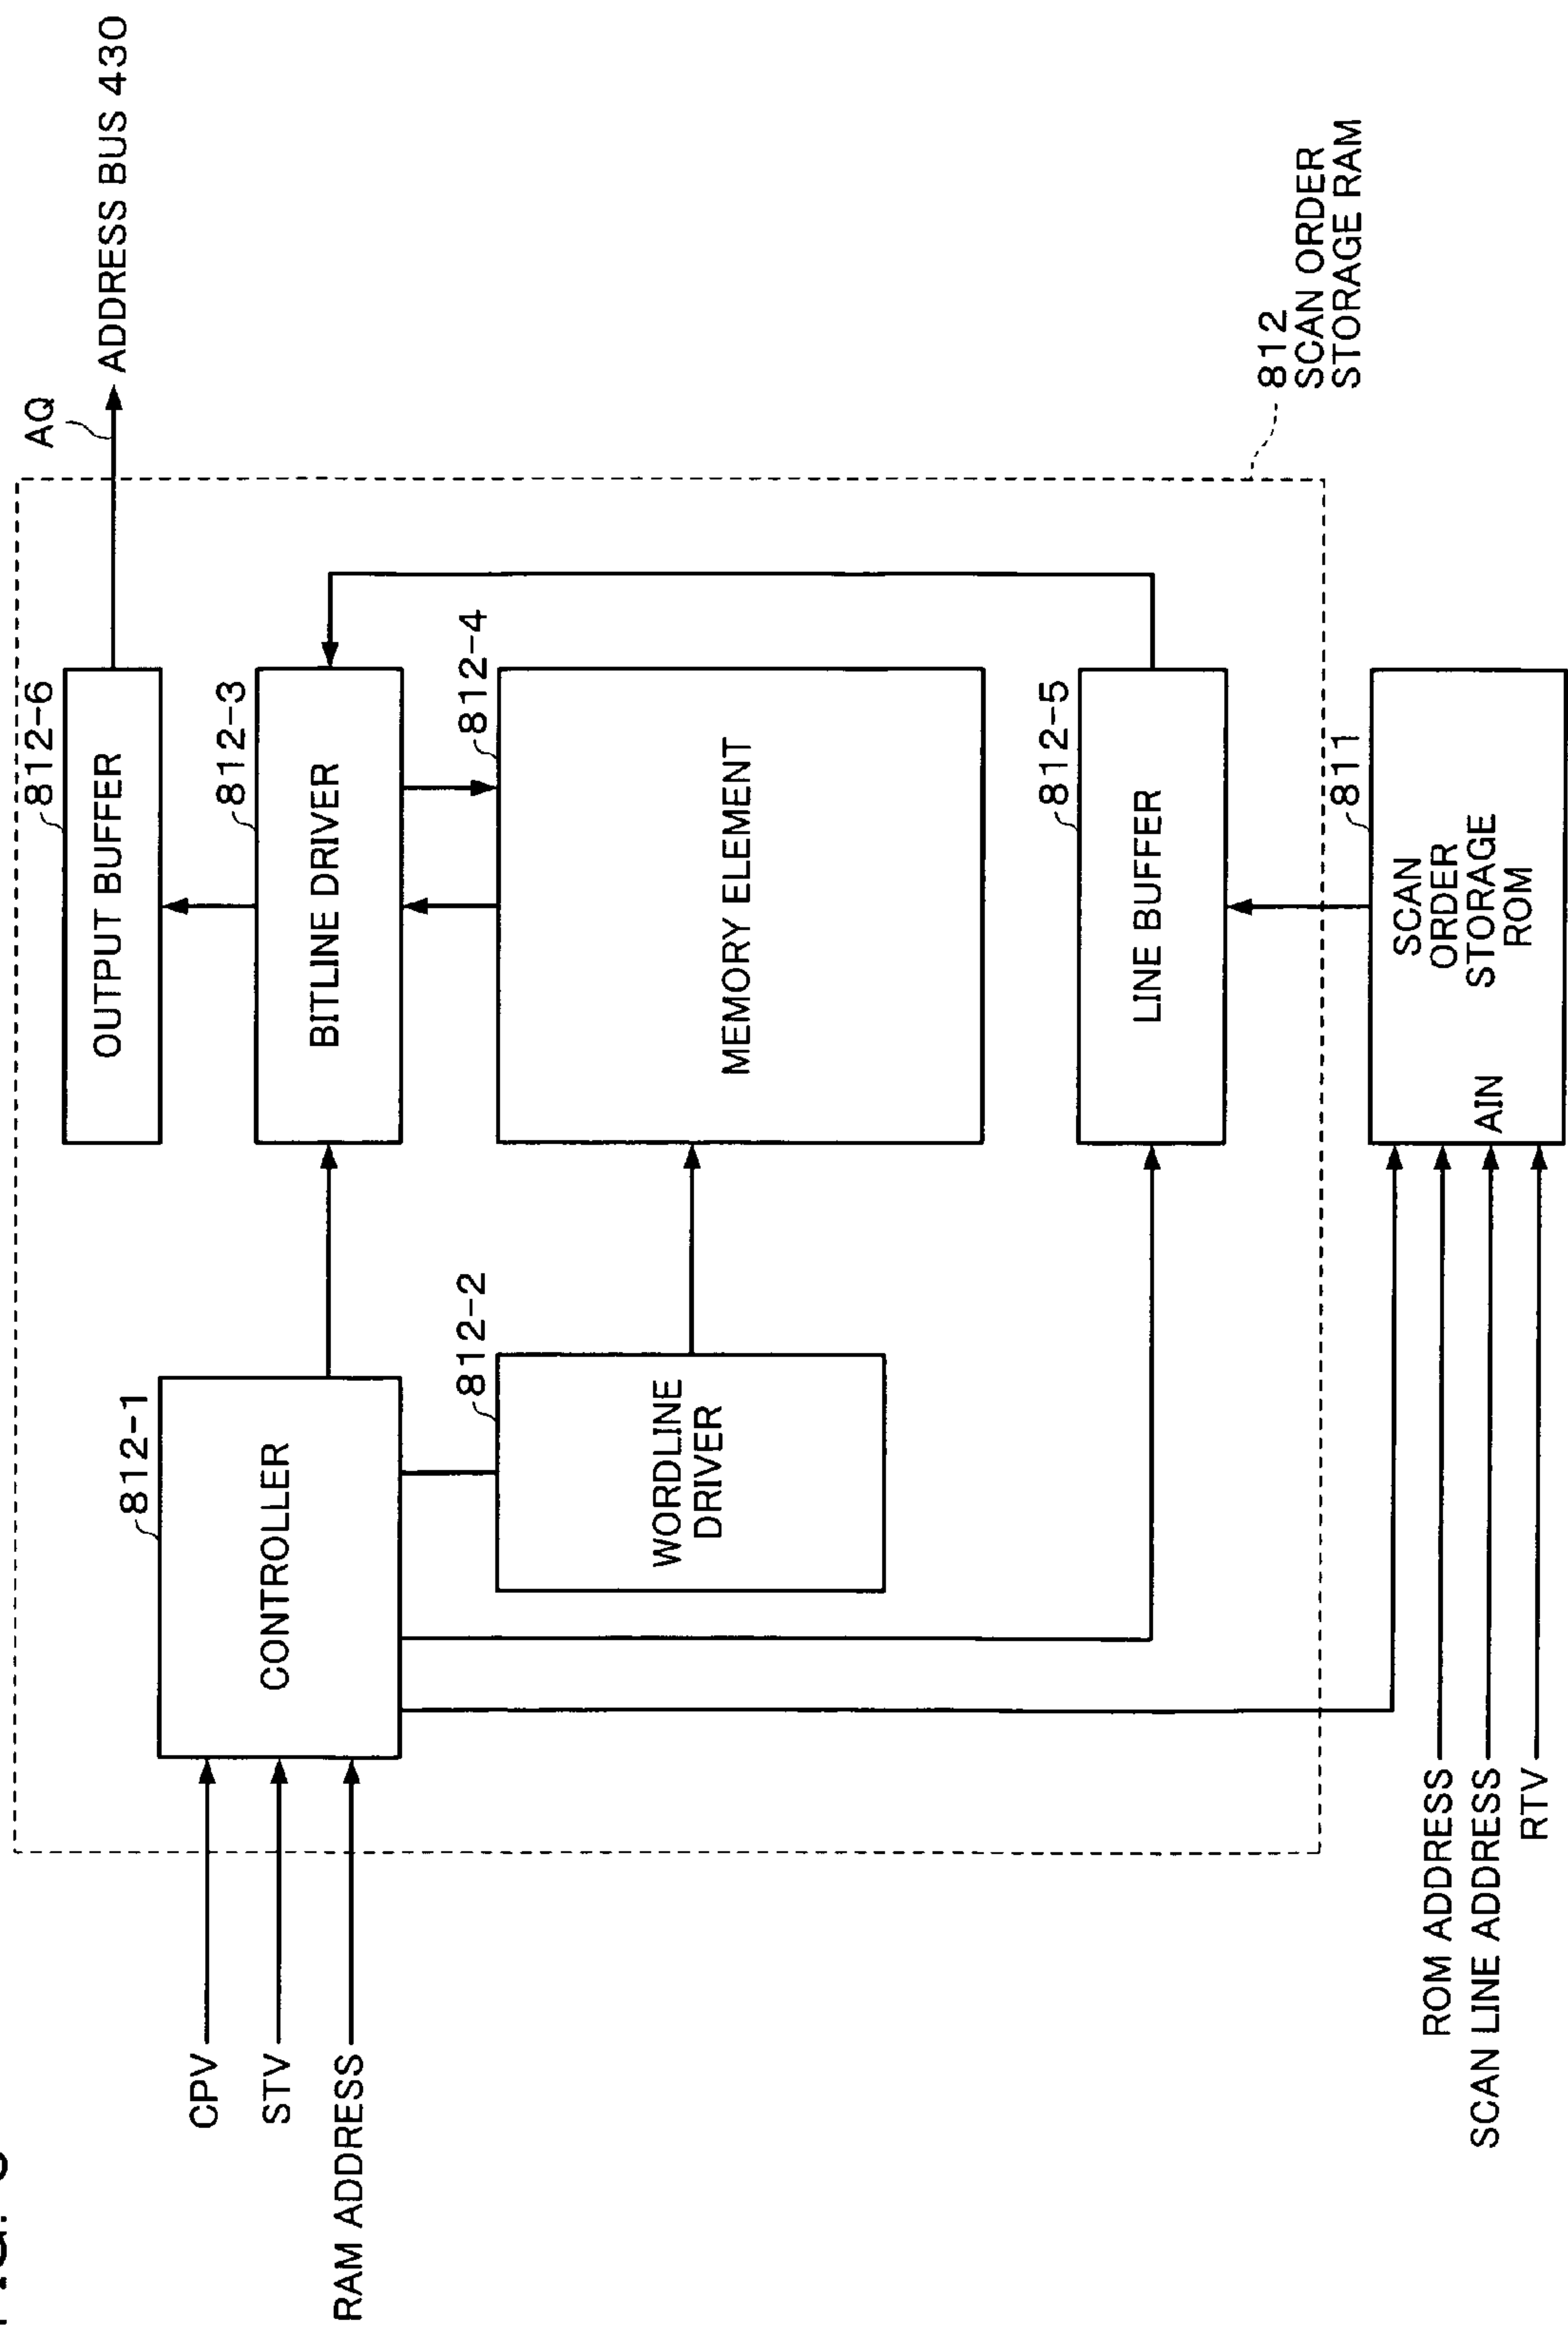 AQ
ADDRESS BUS 430
812-6
OUTPUT BUFFER
812-1
CONTROLLER
812-3
BITLINE DRIVER
CPV
STV
RAM ADDRESS
812-2
WORDLINE
DRIVER
812-4
MEMORY ELEMENT
812-5
LINE BUFFER
812
SCAN ORDER
STORAGE RAM
811
SCAN
ORDER
STORAGE
ROM
AIN
ROM ADDRESS
SCAN LINE ADDRESS
RTV